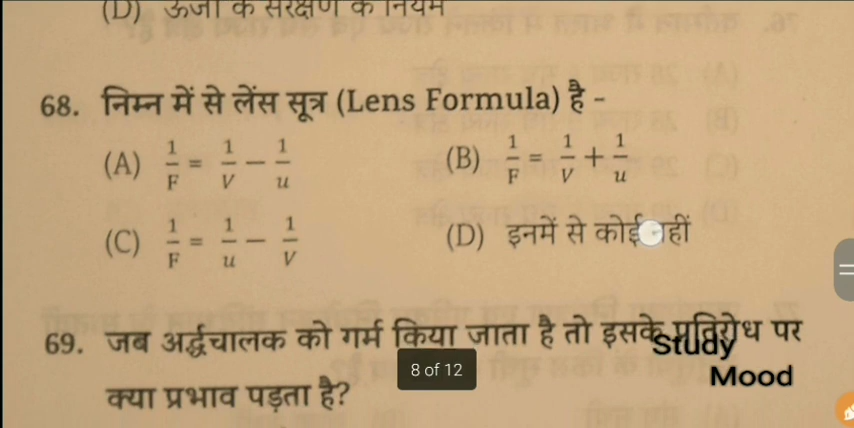 (D) ऊर्जा के संरक्षण के नियम
68. निम्न में से लेंस सूत्र (Lens Formula) है -
(A) 1/F = 1/V − 1/u
(B) 1/F = 1/V + 1/u
(C) 1/F = 1/u − 1/V
(D) इनमें से कोई नहीं
69. जब अर्द्धचालक को गर्म किया जाता है तो इसके प्रतिरोध पर
क्या प्रभाव पड़ता है?
8 of 12
Study
Mood